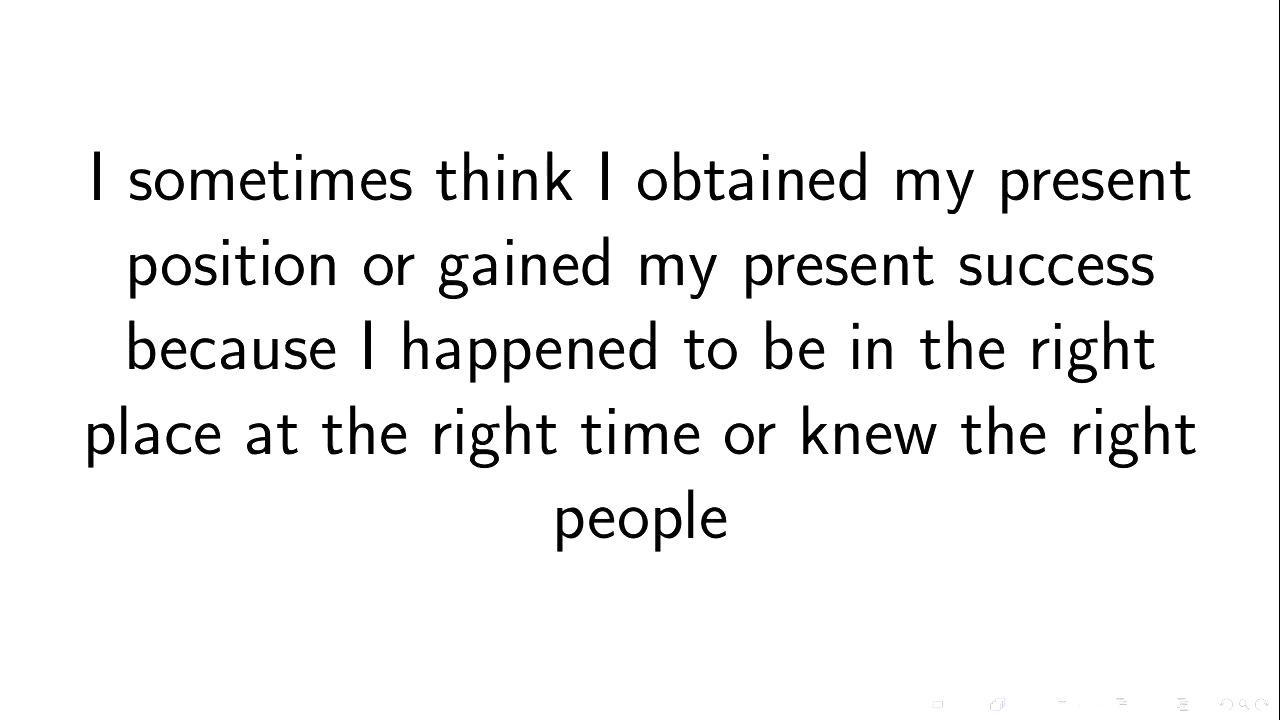 I sometimes think I obtained my present
position or gained my present success
because I happened to be in the right
place at the right time or knew the right
people